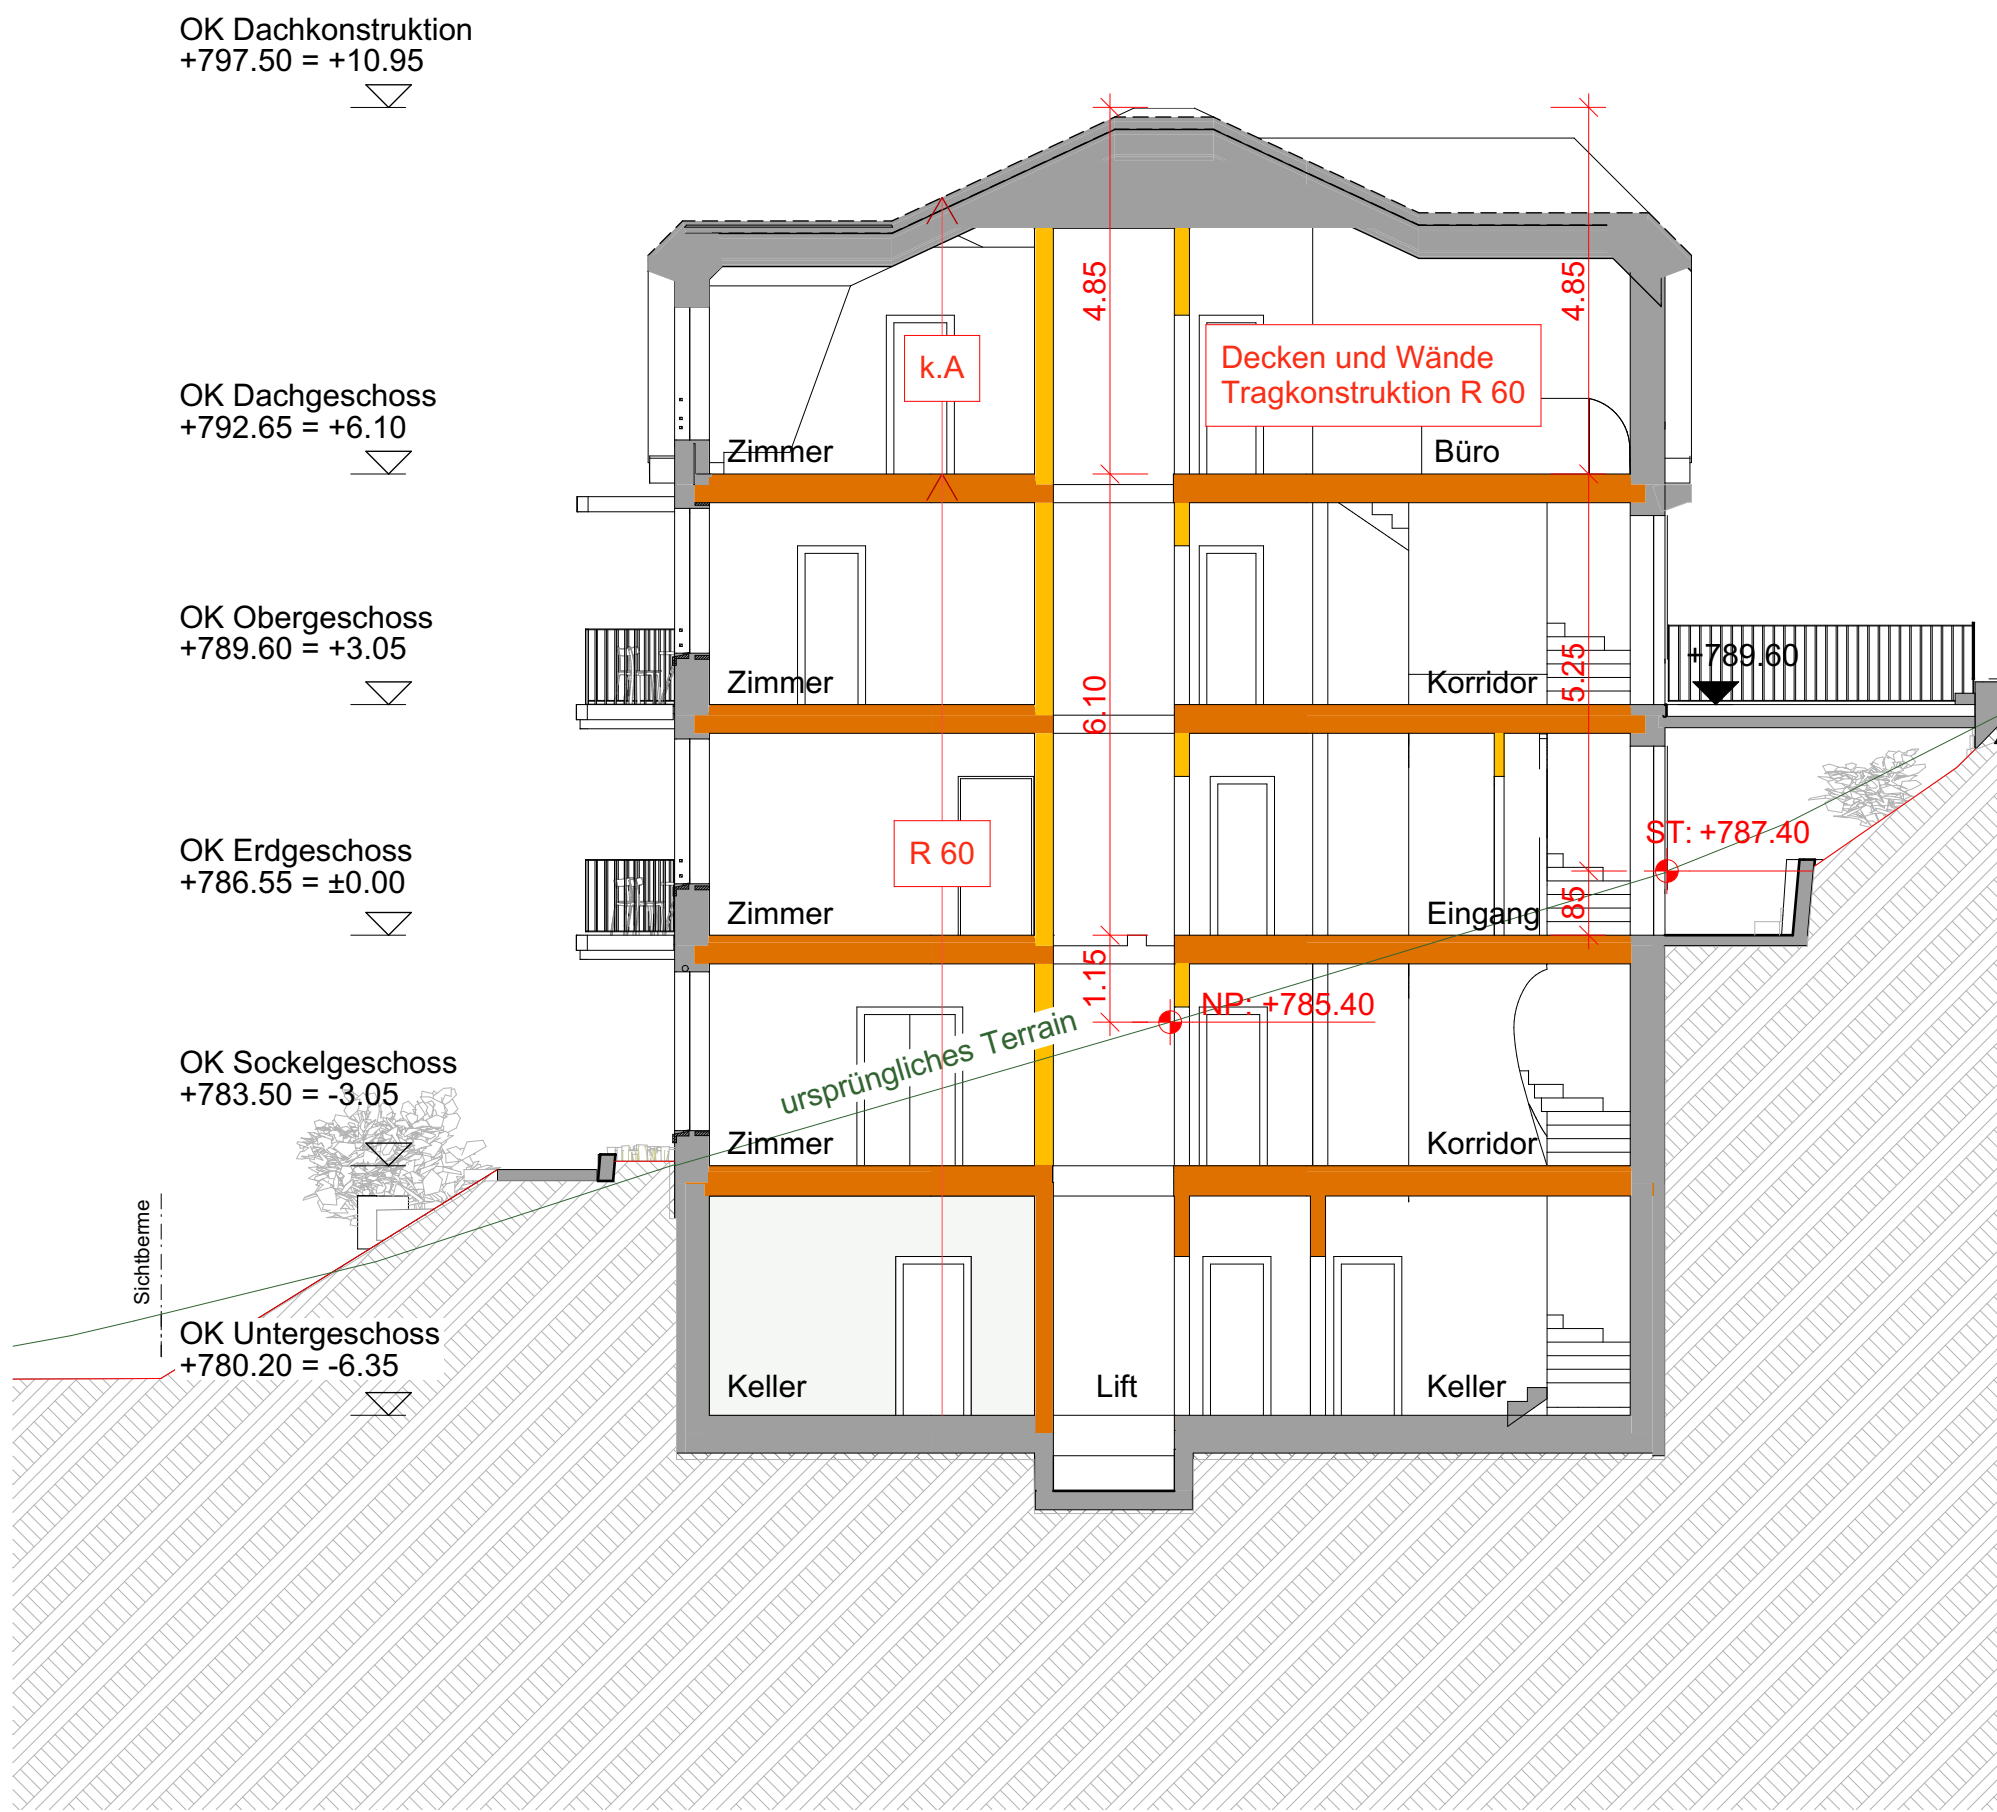 OK Dachkonstruktion
+797.50 = +10.95
4.85
4.85
k.A
Decken und Wände
Tragkonstruktion R 60
OK Dachgeschoss
+792.65 = +6.10
Zimmer
Büro
OK Obergeschoss
+789.60 = +3.05
Zimmer
6.10
Korridor
5.25
+789.60
OK Erdgeschoss
+786.55 = ±0.00
R 60
ST: +787.40
Zimmer
Eingang
85
1.15
NP: +785.40
ursprüngliches Terrain
OK Sockelgeschoss
+783.50 = -3.05
Zimmer
Korridor
Sichtberme
OK Untergeschoss
+780.20 = -6.35
Keller
Lift
Keller